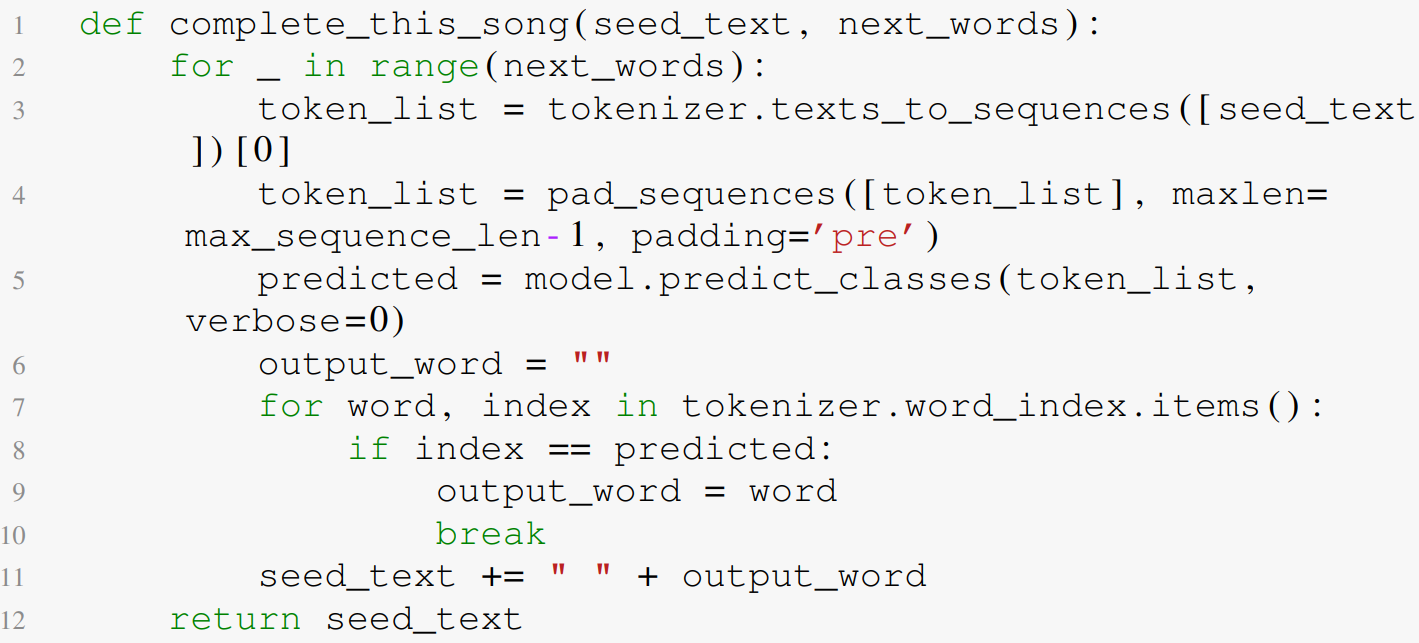 1 def complete_this_song(seed_text, next_words):
2 for _ in range(next_words):
3 token_list = tokenizer.texts_to_sequences([seed_text
])[0]
4 token_list = pad_sequences([token_list], maxlen=
max_sequence_len-1, padding='pre')
5 predicted = model.predict_classes(token_list,
verbose=0)
6 output_word = ""
7 for word, index in tokenizer.word_index.items():
8 if index == predicted:
9 output_word = word
10 break
11 seed_text += " " + output_word
12 return seed_text